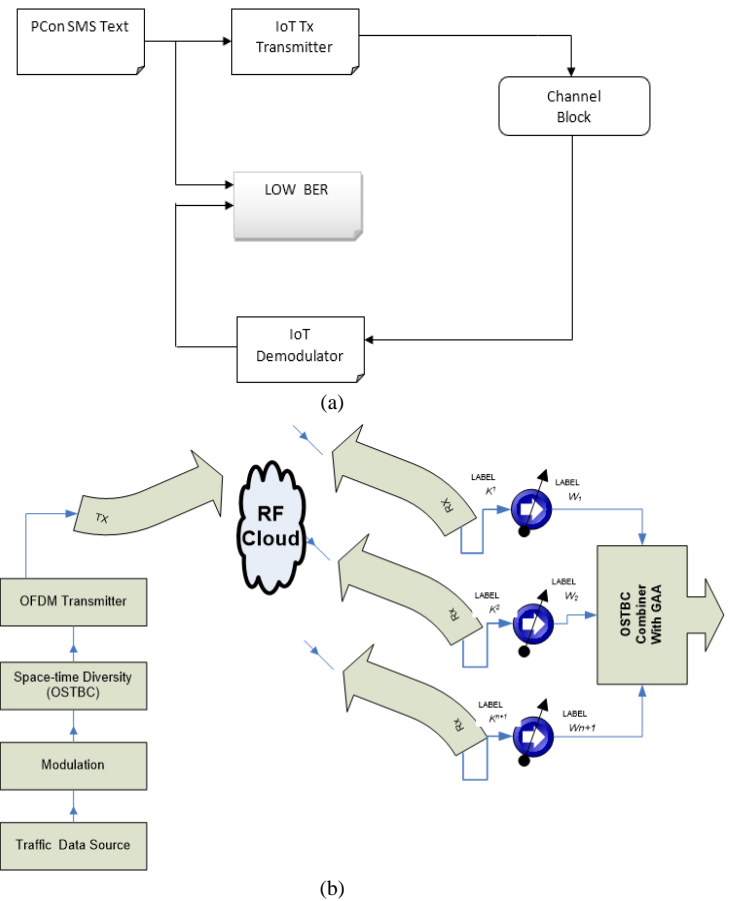 PCon SMS Text
IoT Tx
Transmitter
Channel
Block
LOW BER
IoT
Demodulator
(a)
TX
OFDM Transmitter
Space-time Diversity
(OSTBC)
Modulation
Traffic Data Source
RF
Cloud
RX
LABEL
K¹
LABEL
W₁
Rx
LABEL
K²
LABEL
W₂
Rx
LABEL
Kⁿ⁺¹
LABEL
Wn+1
OSTBC
Combiner
With GAA
(b)